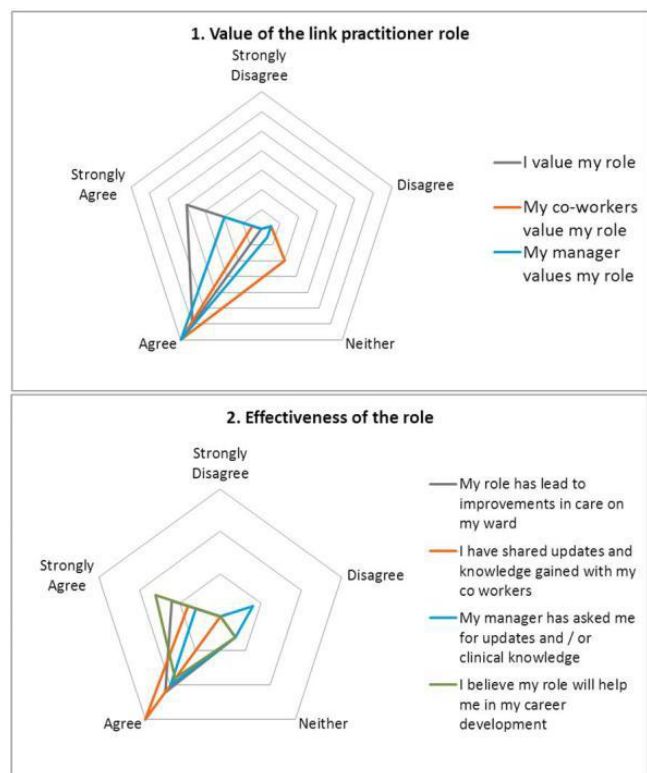 1. Value of the link practitioner role
Strongly
Disagree
Strongly
Agree
Disagree
Agree
Neither
I value my role
My co-workers
value my role
My manager
values my role
2. Effectiveness of the role
Strongly
Disagree
Strongly
Agree
Disagree
Agree
Neither
My role has lead to
improvements in care on
my ward
I have shared updates and
knowledge gained with my
co workers
My manager has asked me
for updates and / or
clinical knowledge
I believe my role will help
me in my career
development